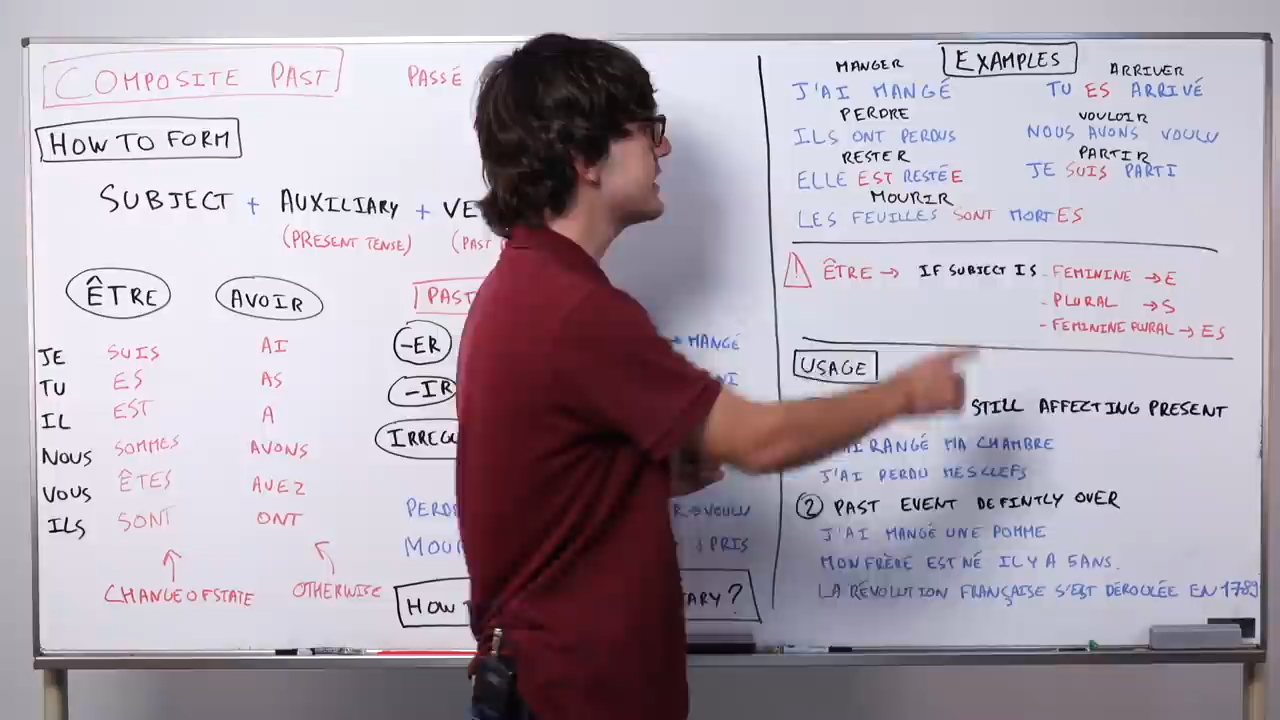 COMPOSITE PAST PASSÉ
HOW TO FORM
SUBJECT + AUXILIARY + VE
(PRESENT TENSE) (PAST
ÊTRE AVOIR
JE SUIS AI
TU ES AS
IL EST A
NOUS SOMMES AVONS
VOUS ÊTES AVEZ
ILS SONT ONT
CHANGE OF STATE OTHERWISE
PAST
-ER → MANGÉ
-IR NI
IRREGU
PERD R→VOULU
MOUR PRIS
HOW T ARY?
EXAMPLES
MANGER ARRIVER
J'AI MANGÉ TU ES ARRIVÉ
PERDRE VOULOIR
ILS ONT PERDUS NOUS AVONS VOULU
RESTER PARTIR
ELLE EST RESTÉE JE SUIS PARTI
MOURIR
LES FEUILLES SONT MORTES
! ÊTRE → IF SUBJECT IS - FEMININE → E
- PLURAL → S
- FEMININE PLURAL → ES
USAGE
STILL AFFECTING PRESENT
AI RANGÉ MA CHAMBRE
J'AI PERDU MES CLEFS
2 PAST EVENT DEFINTLY OVER
J'AI MANGÉ UNE POMME
MON FRÈRE EST NÉ IL Y A 5 ANS.
LA RÉVOLUTION FRANÇAISE S'EST DÉROULÉE EN 1789